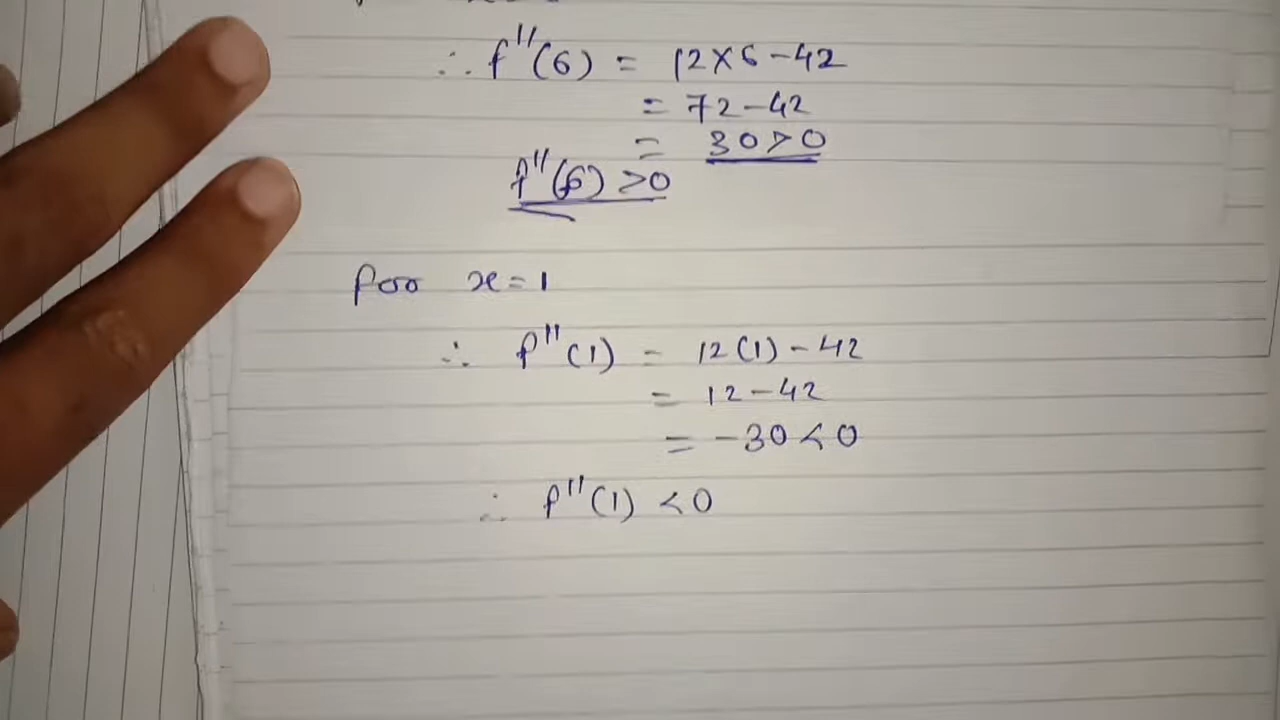 ∴ f''(6) = 12×6-42
= 72-42
= 30>0
f''(6) >0
for x=1
∴ f''(1) = 12(1)-42
= 12-42
= -30<0
∴ f''(1) <0